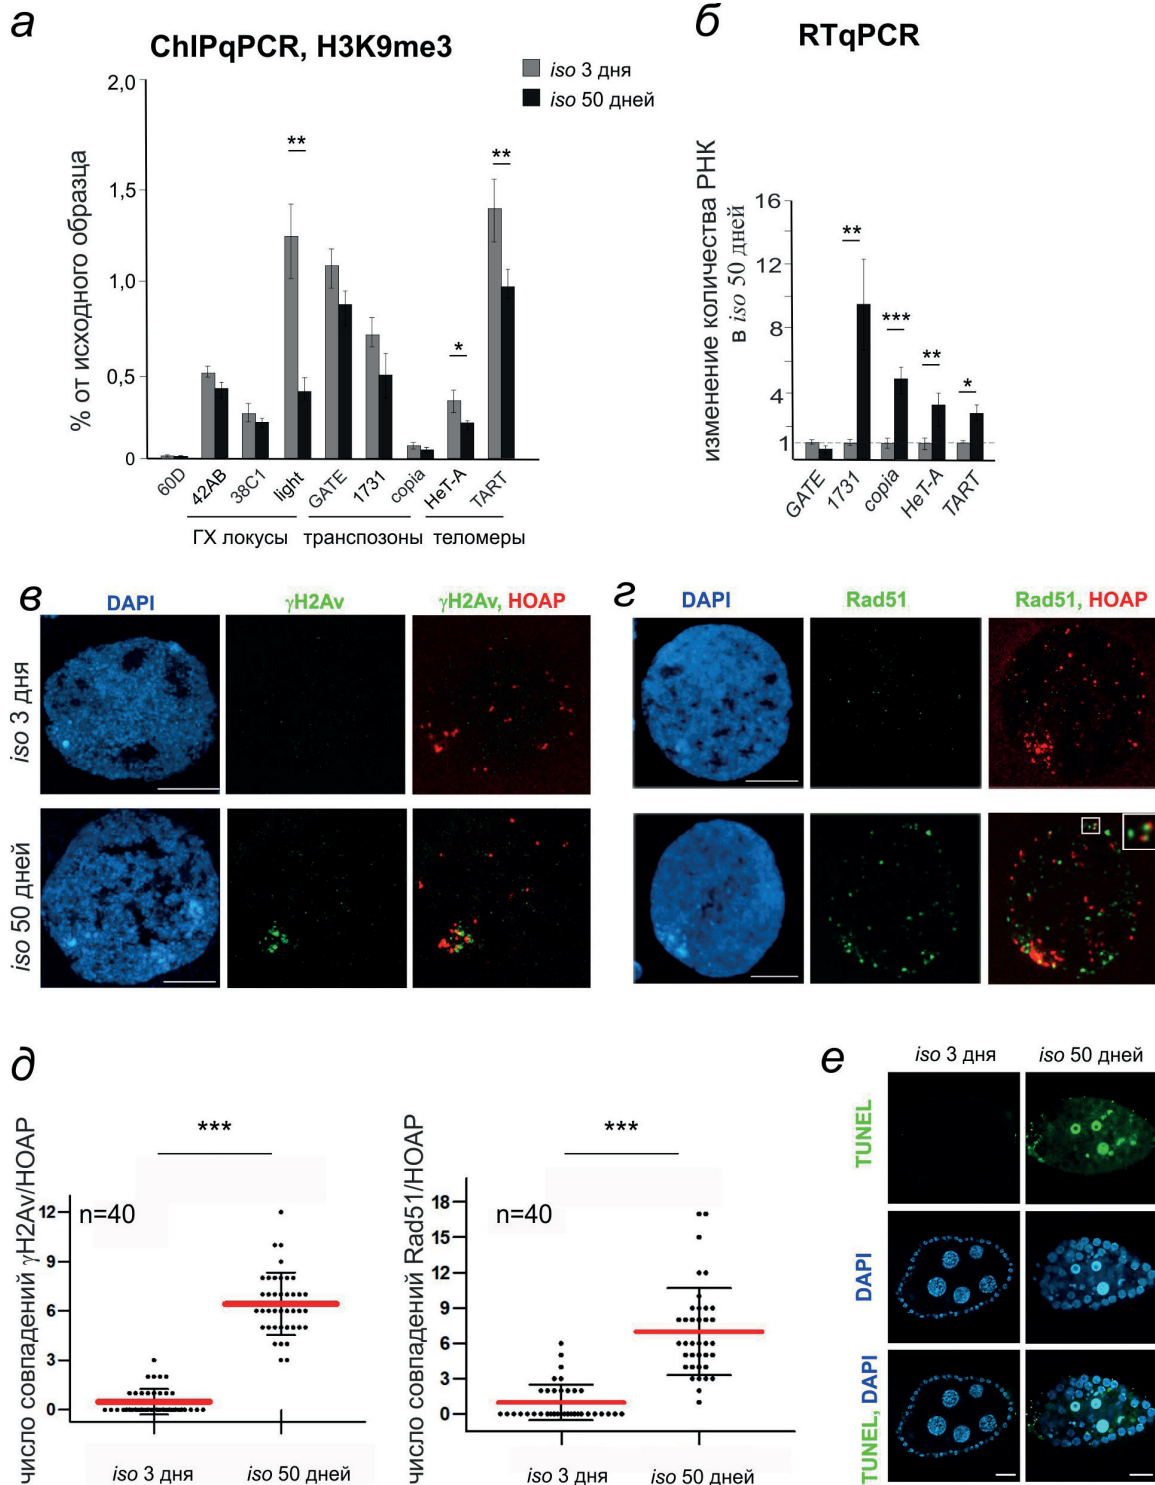 а
ChIPqPCR, H3K9me3
iso 3 дня
iso 50 дней
% от исходного образца
2,0
1,5
1,0
0,5
0
** ** *
60D 42AB 38C1 light GATE 1731 copia HeT-A TART
ГХ локусы транспозоны теломеры
б
RTqPCR
изменение количества РНК
в iso 50 дней
16
12
8
4
1
** *** ** *
GATE 1731 copia HeT-A TART
в
DAPI γH2Av γH2Av, HOAP
iso 3 дня
iso 50 дней
г
DAPI Rad51 Rad51, HOAP
д
число совпадений γH2Av/HOAP
***
n=40
12
9
6
3
0
iso 3 дня iso 50 дней
число совпадений Rad51/HOAP
***
n=40
18
15
12
9
6
3
0
iso 3 дня iso 50 дней
е
iso 3 дня iso 50 дней
TUNEL
DAPI
TUNEL, DAPI